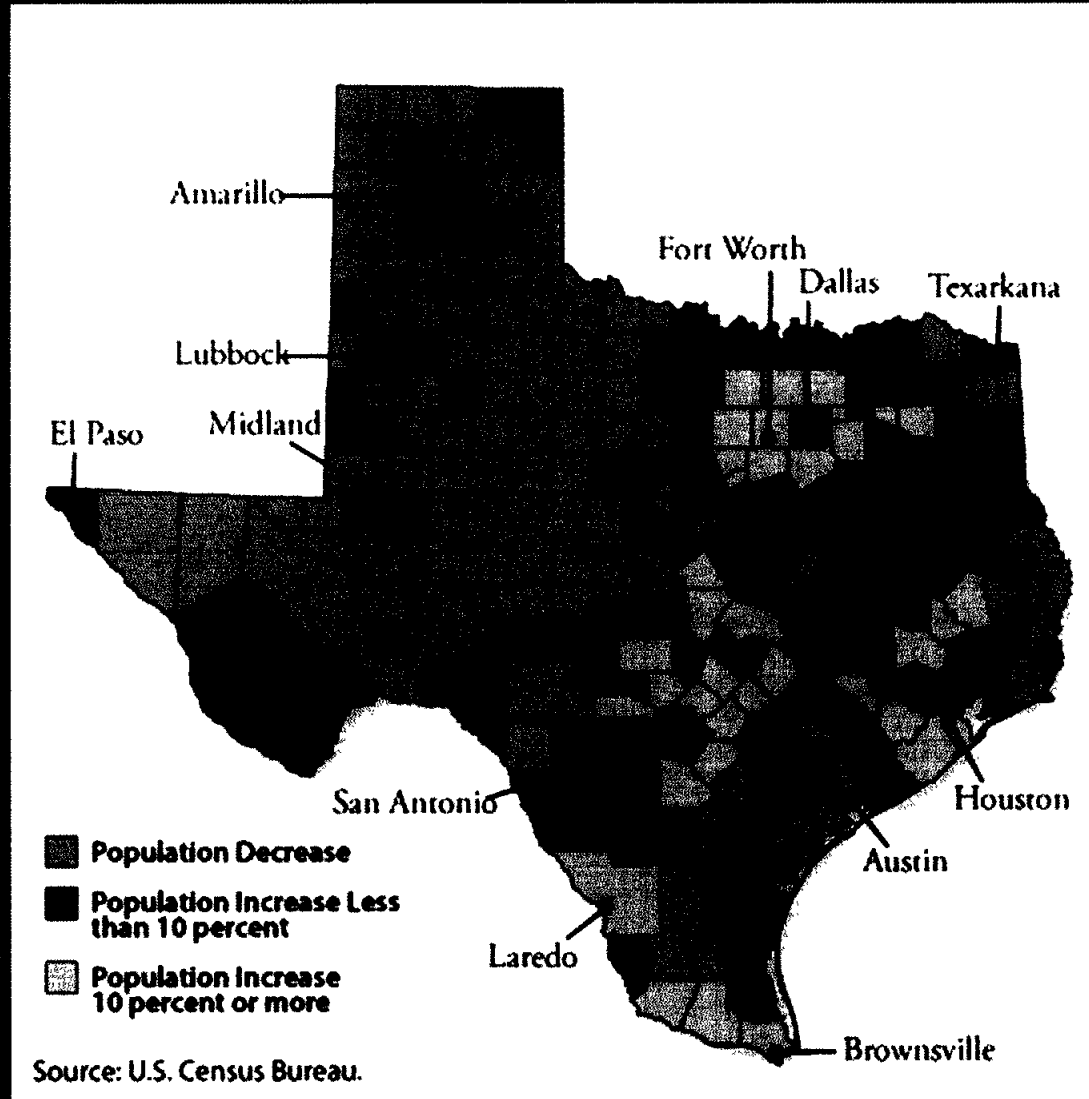 Amarillo
Fort Worth
Dallas
Texarkana
Lubbock
El Paso
Midland
San Antonio
Houston
Austin
Laredo
Brownsville
Population Decrease
Population Increase Less
than 10 percent
Population Increase
10 percent or more
Source: U.S. Census Bureau.